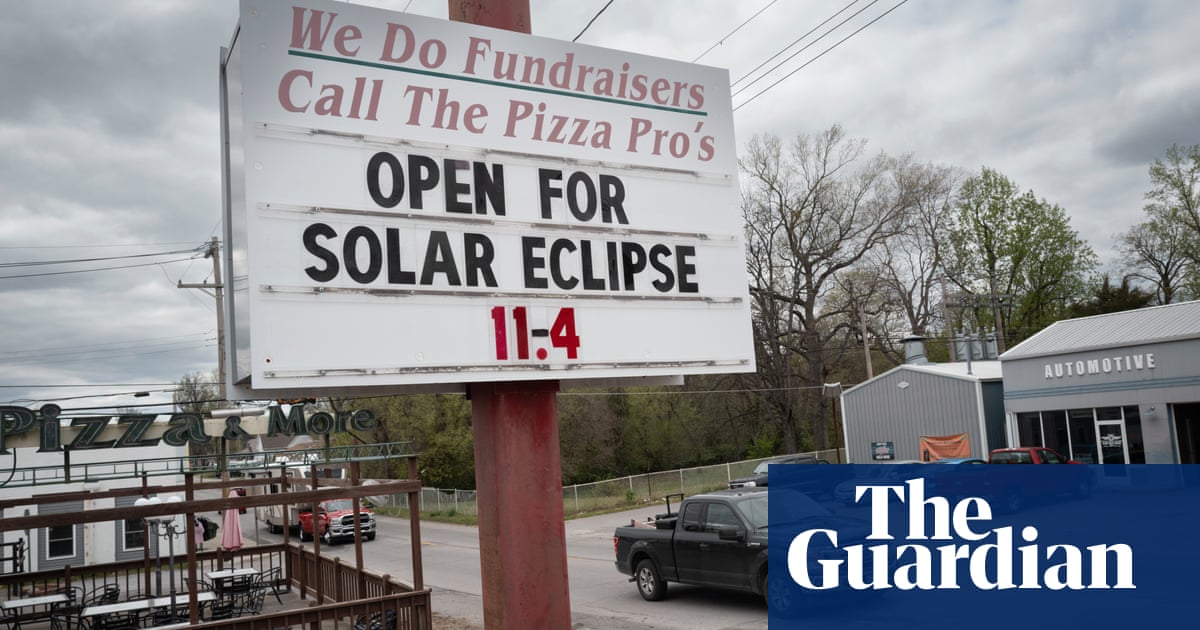 We Do Fundraisers
Call The Pizza Pro's
OPEN FOR
SOLAR ECLIPSE
11-4
Pizza & More
AUTOMOTIVE
The
Guardian